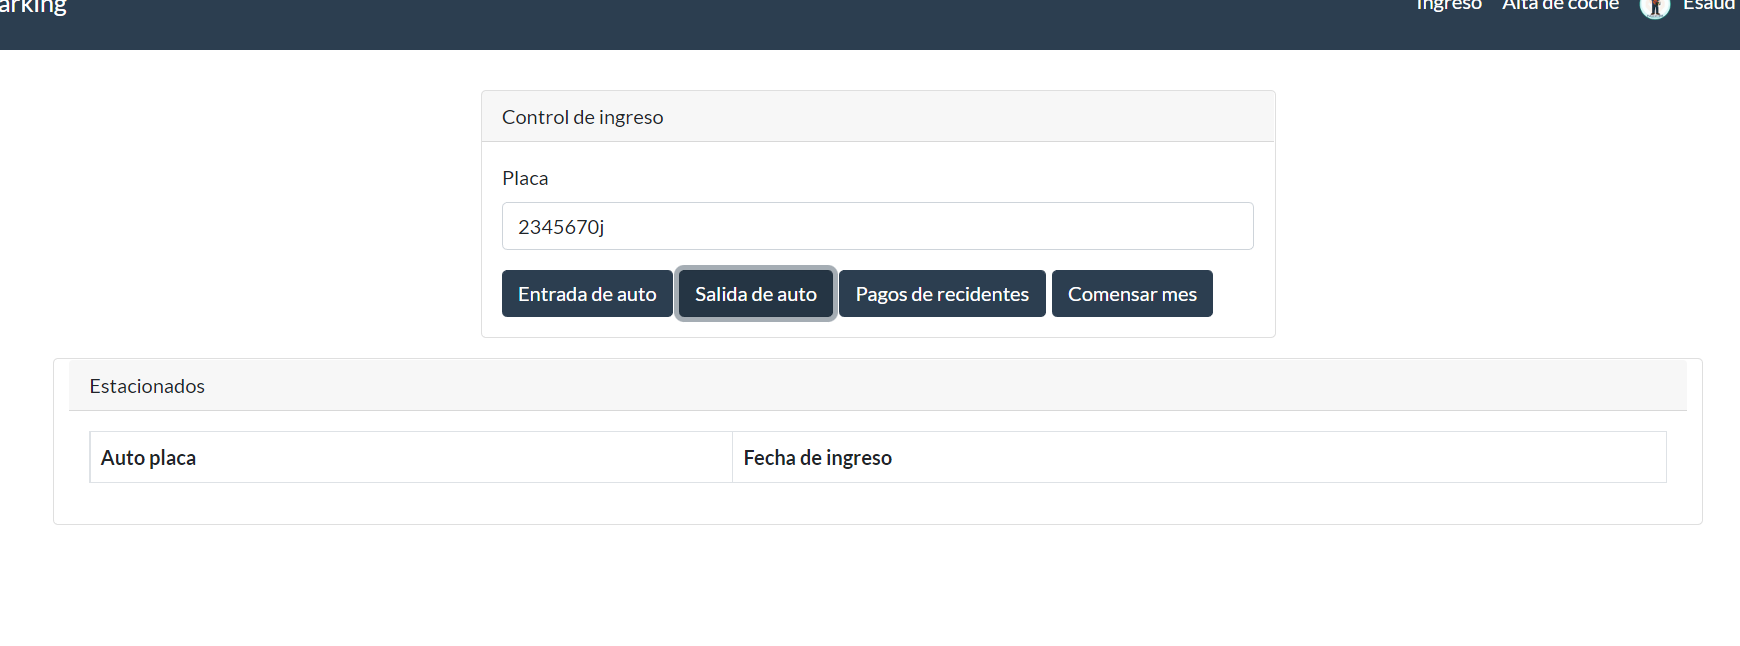 arking
Ingreso Alta de coche Esaud
Control de ingreso
Placa
2345670j
Entrada de auto Salida de auto Pagos de recidentes Comensar mes
Estacionados
Auto placa Fecha de ingreso